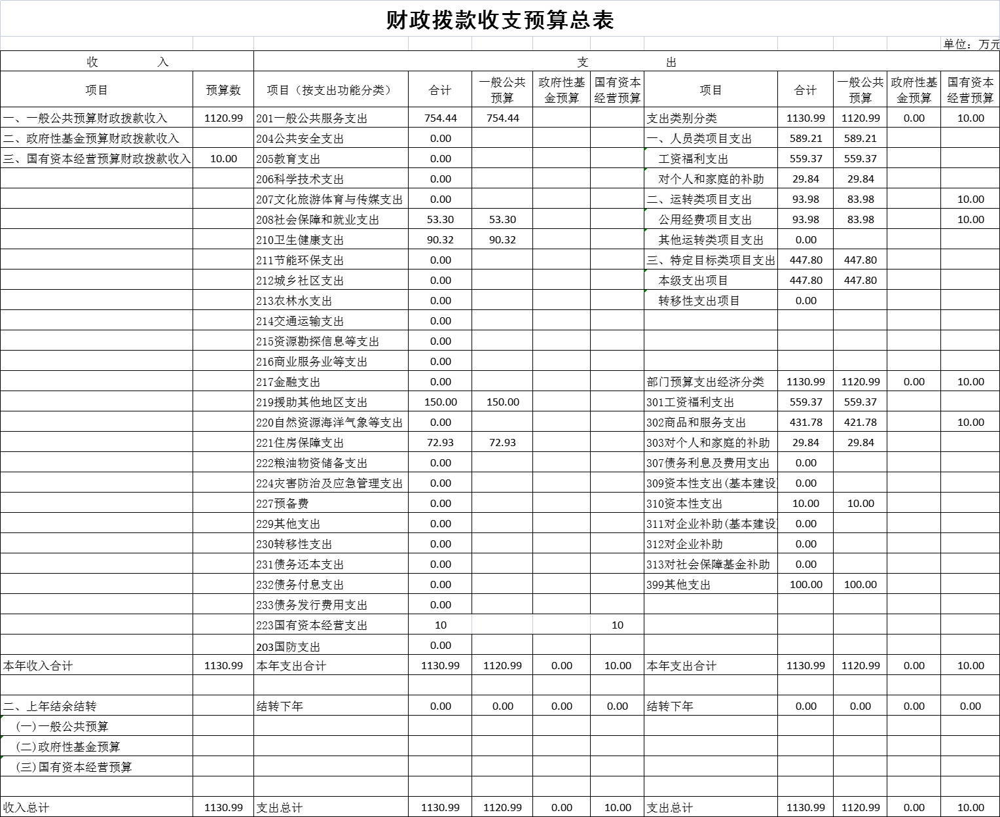 财政拨款收支预算总表
单位：万元
收 入 支 出
项目 预算数 项目（按支出功能分类） 合计 一般公共预算 政府性基金预算 国有资本经营预算 项目 合计 一般公共预算 政府性基金预算 国有资本经营预算
一、一般公共预算财政拨款收入 1120.99 201一般公共服务支出 754.44 754.44 支出类别分类 1130.99 1120.99 0.00 10.00
二、政府性基金预算财政拨款收入 204公共安全支出 0.00 一、人员类项目支出 589.21 589.21
三、国有资本经营预算财政拨款收入 10.00 205教育支出 0.00 工资福利支出 559.37 559.37
206科学技术支出 0.00 对个人和家庭的补助 29.84 29.84
207文化旅游体育与传媒支出 0.00 二、运转类项目支出 93.98 83.98 10.00
208社会保障和就业支出 53.30 53.30 公用经费项目支出 93.98 83.98 10.00
210卫生健康支出 90.32 90.32 其他运转类项目支出 0.00
211节能环保支出 0.00 三、特定目标类项目支出 447.80 447.80
212城乡社区支出 0.00 本级支出项目 447.80 447.80
213农林水支出 0.00 转移性支出项目 0.00
214交通运输支出 0.00
215资源勘探信息等支出 0.00
216商业服务业等支出 0.00
217金融支出 0.00 部门预算支出经济分类 1130.99 1120.99 0.00 10.00
219援助其他地区支出 150.00 150.00 301工资福利支出 559.37 559.37
220自然资源海洋气象等支出 0.00 302商品和服务支出 431.78 421.78 10.00
221住房保障支出 72.93 72.93 303对个人和家庭的补助 29.84 29.84
222粮油物资储备支出 0.00 307债务利息及费用支出 0.00
224灾害防治及应急管理支出 0.00 309资本性支出(基本建设) 0.00
227预备费 0.00 310资本性支出 10.00 10.00
229其他支出 0.00 311对企业补助(基本建设) 0.00
230转移性支出 0.00 312对企业补助 0.00
231债务还本支出 0.00 313对社会保障基金补助 0.00
232债务付息支出 0.00 399其他支出 100.00 100.00
233债务发行费用支出 0.00
223国有资本经营支出 10 10
203国防支出 0.00
本年收入合计 1130.99 本年支出合计 1130.99 1120.99 0.00 10.00 本年支出合计 1130.99 1120.99 0.00 10.00
二、上年结余结转 结转下年 0.00 0.00 0.00 0.00 结转下年 0.00 0.00 0.00 0.00
(一)一般公共预算
(二)政府性基金预算
(三)国有资本经营预算
收入总计 1130.99 支出总计 1130.99 1120.99 0.00 10.00 支出总计 1130.99 1120.99 0.00 10.00